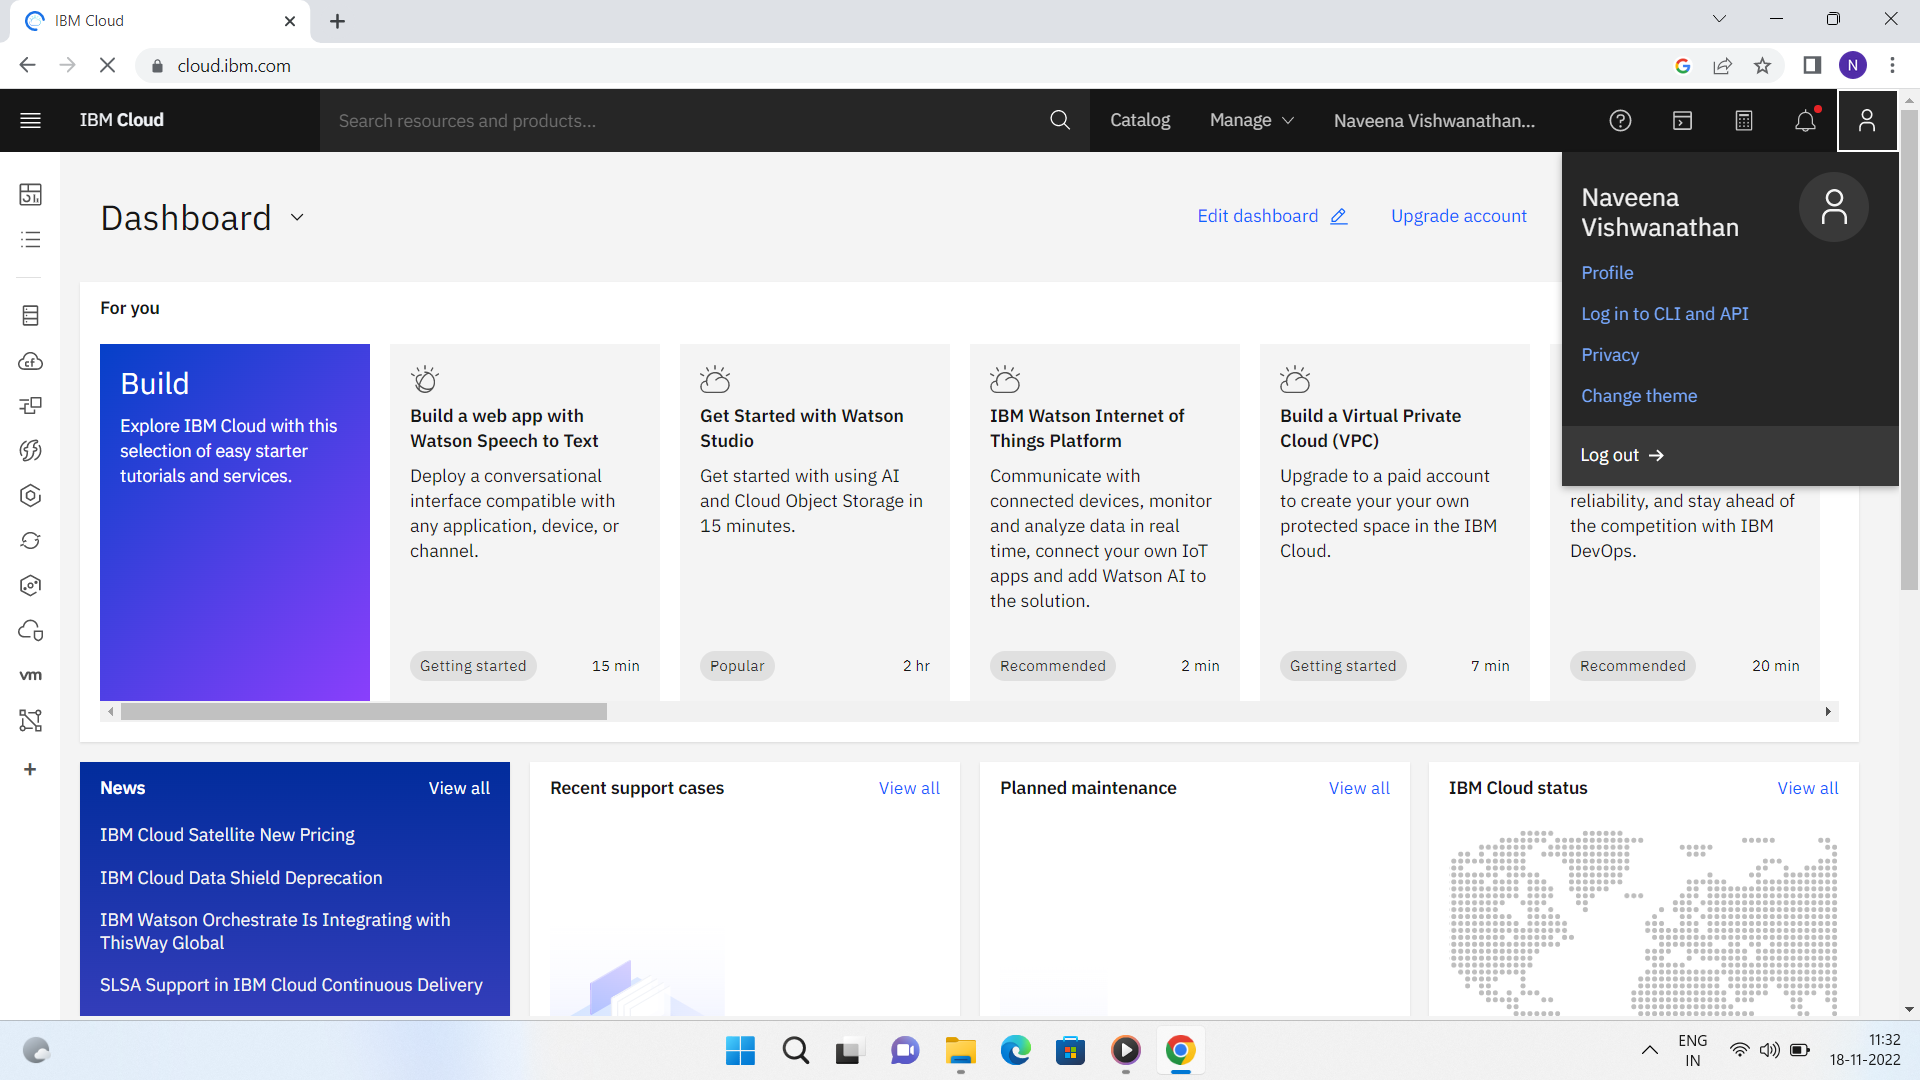 IBM Cloud
cloud.ibm.com
N
IBM Cloud
Search resources and products...
Catalog
Manage
Naveena Vishwanathan...
Dashboard
Edit dashboard
Upgrade account
Naveena
Vishwanathan
Profile
Log in to CLI and API
Privacy
Change theme
Log out
For you
Build
Explore IBM Cloud with this
selection of easy starter
tutorials and services.
Build a web app with
Watson Speech to Text
Deploy a conversational
interface compatible with
any application, device, or
channel.
Getting started
15 min
Get Started with Watson
Studio
Get started with using AI
and Cloud Object Storage in
15 minutes.
Popular
2 hr
IBM Watson Internet of
Things Platform
Communicate with
connected devices, monitor
and analyze data in real
time, connect your own IoT
apps and add Watson AI to
the solution.
Recommended
2 min
Build a Virtual Private
Cloud (VPC)
Upgrade to a paid account
to create your your own
protected space in the IBM
Cloud.
Getting started
7 min
reliability, and stay ahead of
the competition with IBM
DevOps.
Recommended
20 min
cf
vm
News
View all
IBM Cloud Satellite New Pricing
IBM Cloud Data Shield Deprecation
IBM Watson Orchestrate Is Integrating with
ThisWay Global
SLSA Support in IBM Cloud Continuous Delivery
Recent support cases
View all
Planned maintenance
View all
IBM Cloud status
View all
ENG
IN
11:32
18-11-2022